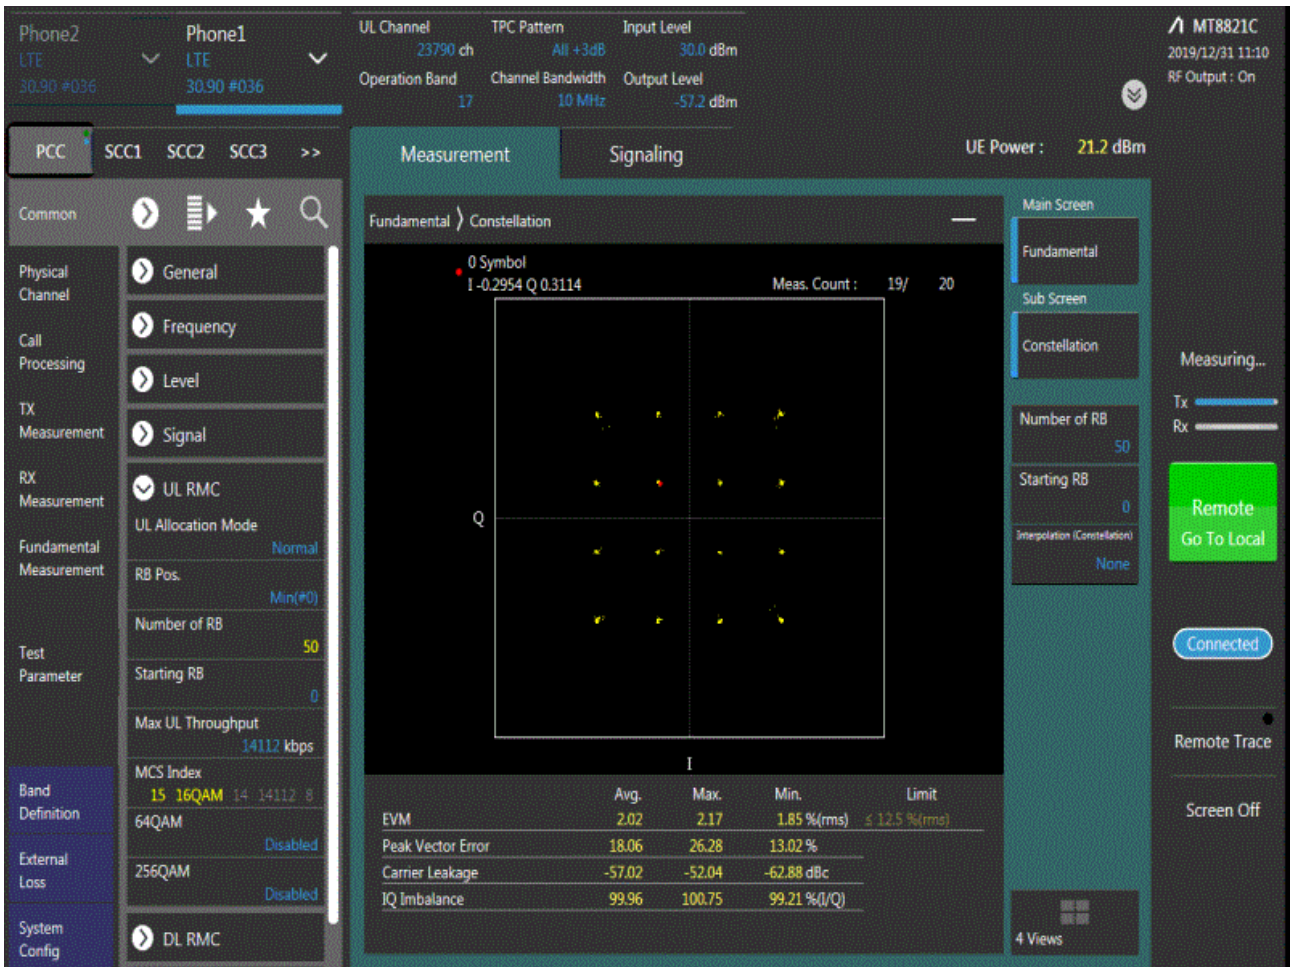 Phone2
LTE
30.90 #036
Phone1
LTE
30.90 #036
UL Channel
23790 ch
TPC Pattern
All +3dB
Input Level
30.0 dBm
Operation Band
17
Channel Bandwidth
10 MHz
Output Level
-57.2 dBm
MT8821C
2019/12/31 11:10
RF Output : On
PCC SCC1 SCC2 SCC3 >>
Measurement Signaling
UE Power : 21.2 dBm
Common
Physical
Channel
Call
Processing
TX
Measurement
RX
Measurement
Fundamental
Measurement
Test
Parameter
Band
Definition
External
Loss
System
Config
General
Frequency
Level
Signal
UL RMC
UL Allocation Mode
Normal
RB Pos.
Min(#0)
Number of RB
50
Starting RB
0
Max UL Throughput
14112 kbps
MCS Index
15 16QAM 14 14112 8
64QAM
Disabled
256QAM
Disabled
DL RMC
Fundamental 〉 Constellation
0 Symbol
I -0.2954 Q 0.3114
Meas. Count : 19/ 20
Q
I
Avg. Max. Min. Limit
EVM 2.02 2.17 1.85 %(rms) ≤ 12.5 %(rms)
Peak Vector Error 18.06 26.28 13.02 %
Carrier Leakage -57.02 -52.04 -62.88 dBc
IQ Imbalance 99.96 100.75 99.21 %(I/Q)
Main Screen
Fundamental
Sub Screen
Constellation
Number of RB
50
Starting RB
0
Interpolation (Constellation)
None
4 Views
Measuring...
Tx
Rx
Remote
Go To Local
Connected
Remote Trace
Screen Off